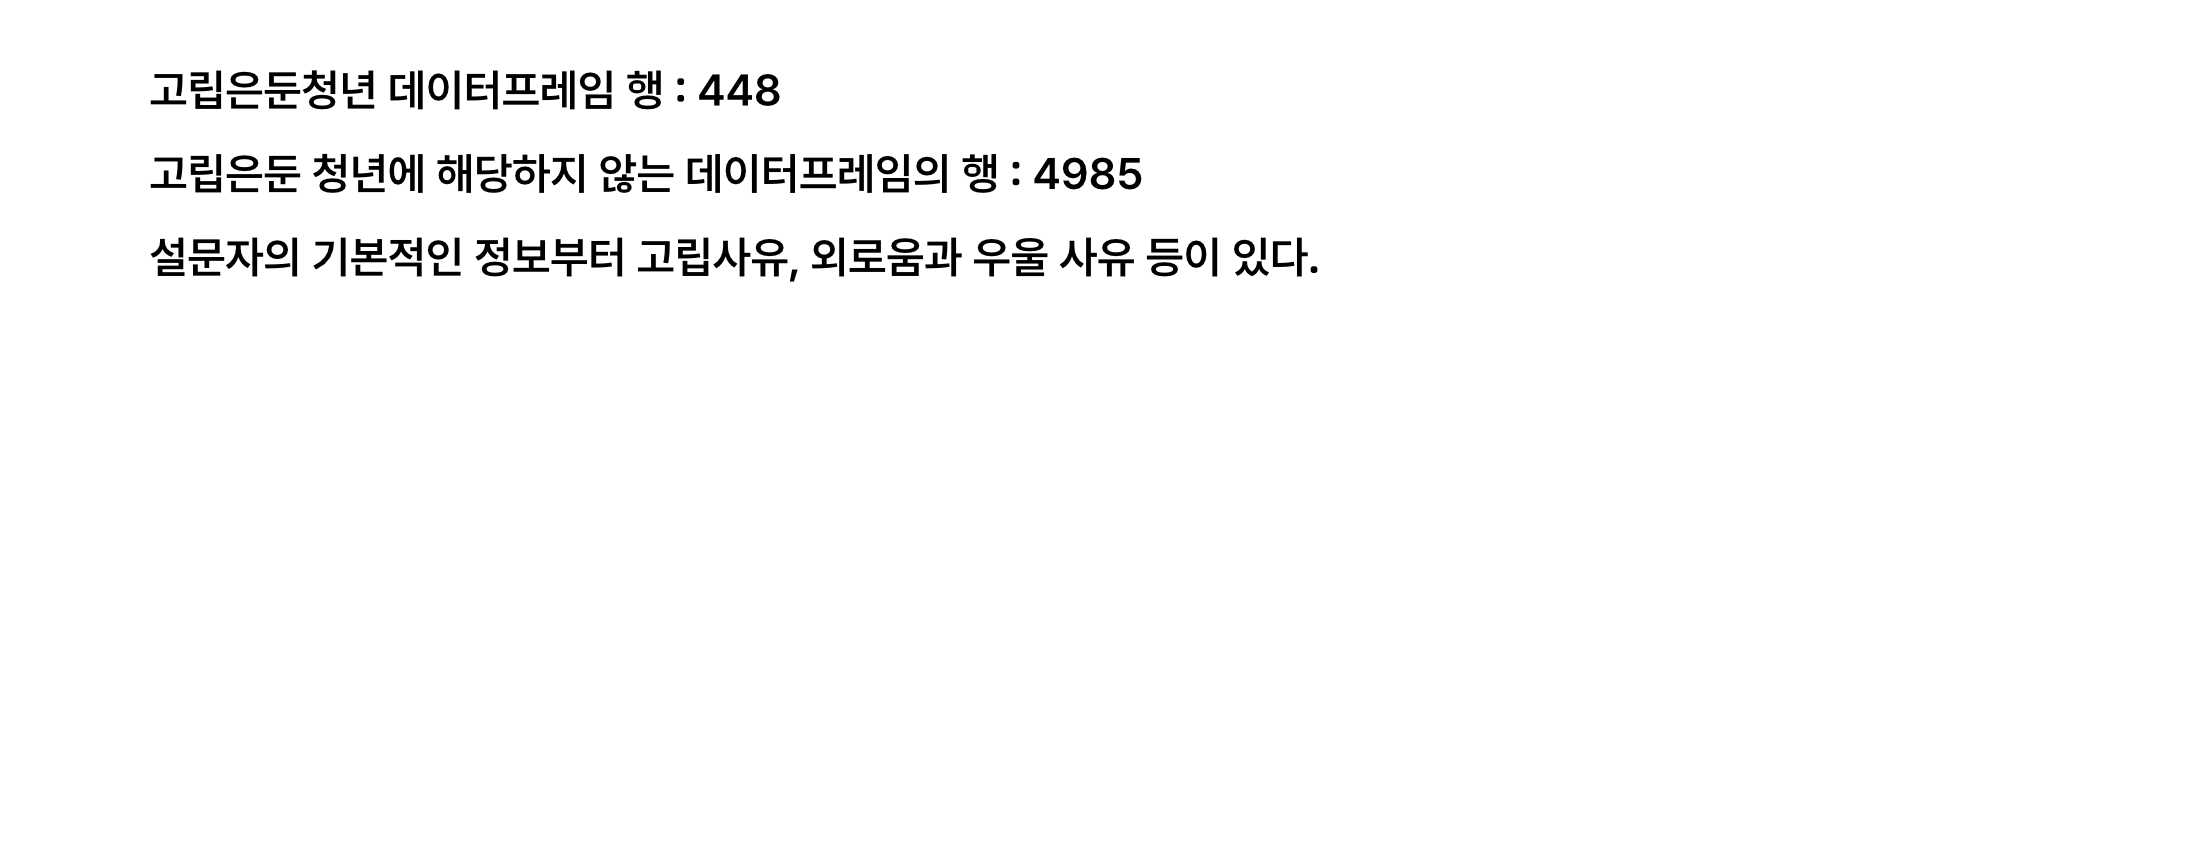 고립은둔청년 데이터프레임 행 : 448
고립은둔 청년에 해당하지 않는 데이터프레임의 행 : 4985
설문자의 기본적인 정보부터 고립사유, 외로움과 우울 사유 등이 있다.